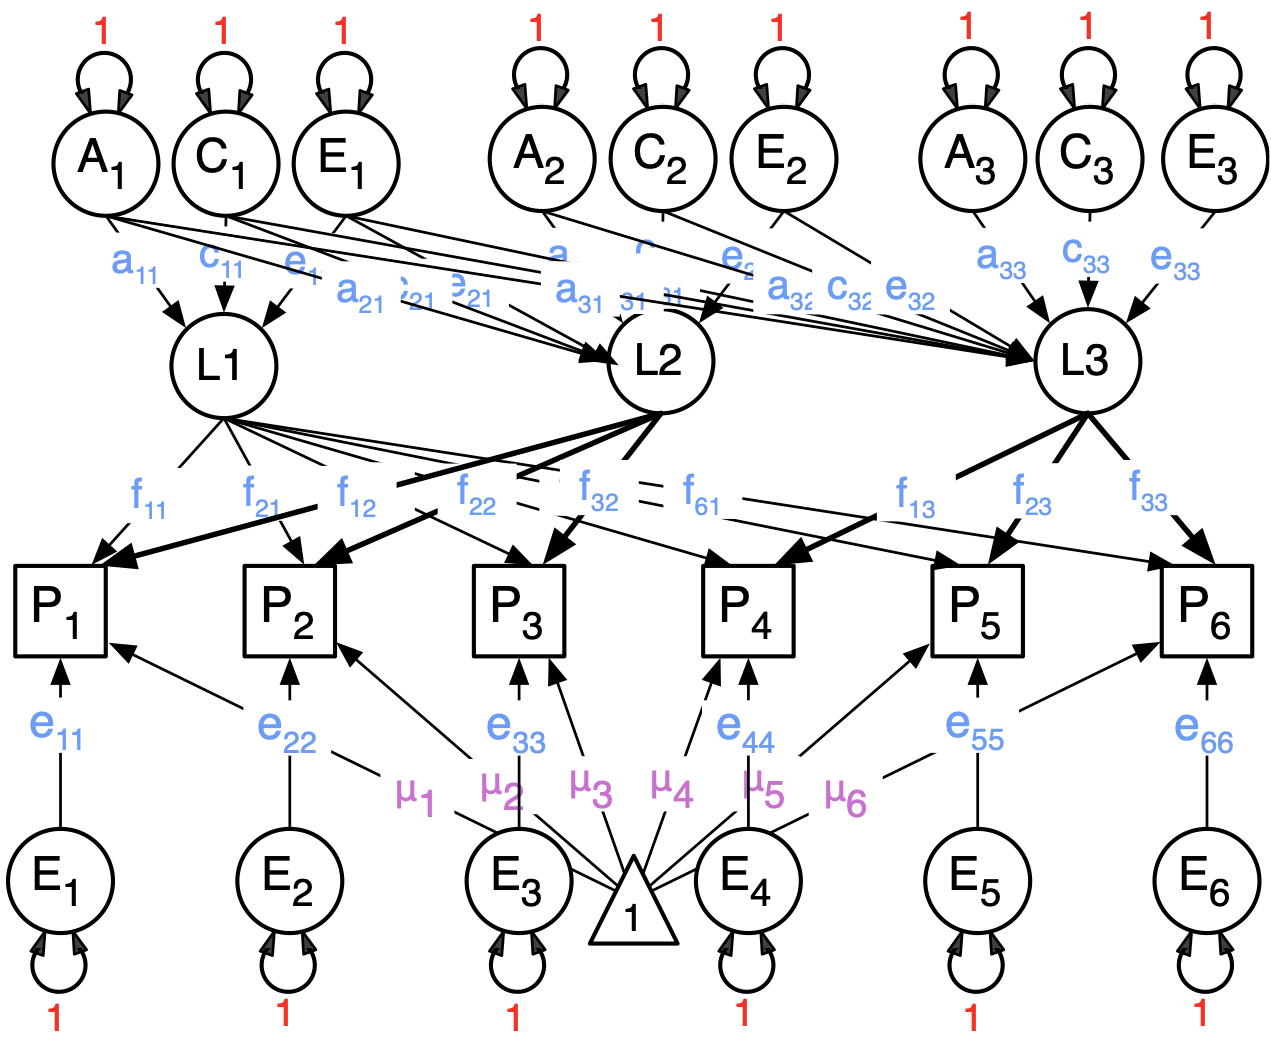 1 1 1 1 1 1 1 1 1
A1 C1 E1 A2 C2 E2 A3 C3 E3
a11 c11 a33 c33 e33
a21 e21 a31 a32 c32 e32
L1 L2 L3
f11 f21 f12 f22 f32 f61 f13 f23 f33
P1 P2 P3 P4 P5 P6
e11 e22 e33 e44 e55 e66
μ1 μ2 μ3 μ4 μ5 μ6
E1 E2 E3 1 E4 E5 E6
1 1 1 1 1 1